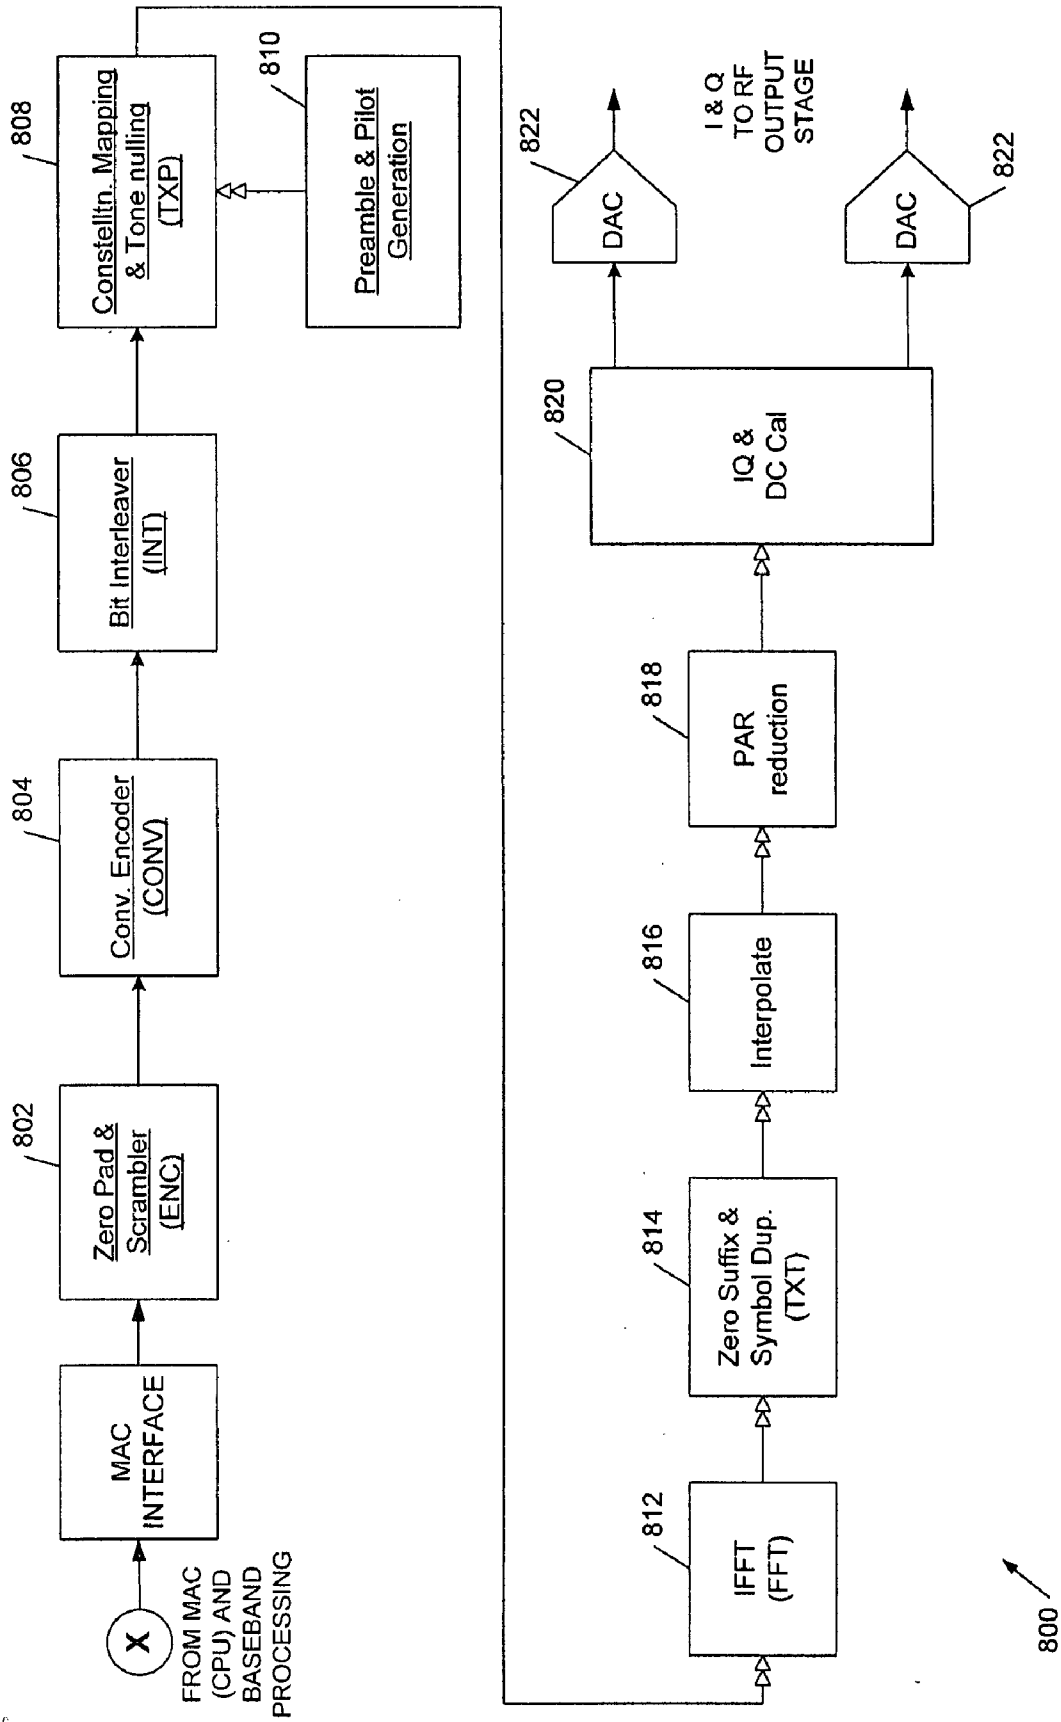 X
FROM MAC
(CPU) AND
BASEBAND
PROCESSING
MAC
INTERFACE
802
Zero Pad &
Scrambler
(ENC)
804
Conv. Encoder
(CONV)
806
Bit Interleaver
(INT)
808
Constelltn. Mapping
& Tone nulling
(TXP)
810
Preamble & Pilot
Generation
812
IFFT
(FFT)
814
Zero Suffix &
Symbol Dup.
(TXT)
816
Interpolate
818
PAR
reduction
820
IQ &
DC Cal
822
DAC
I & Q
TO RF
OUTPUT
STAGE
DAC
822
800